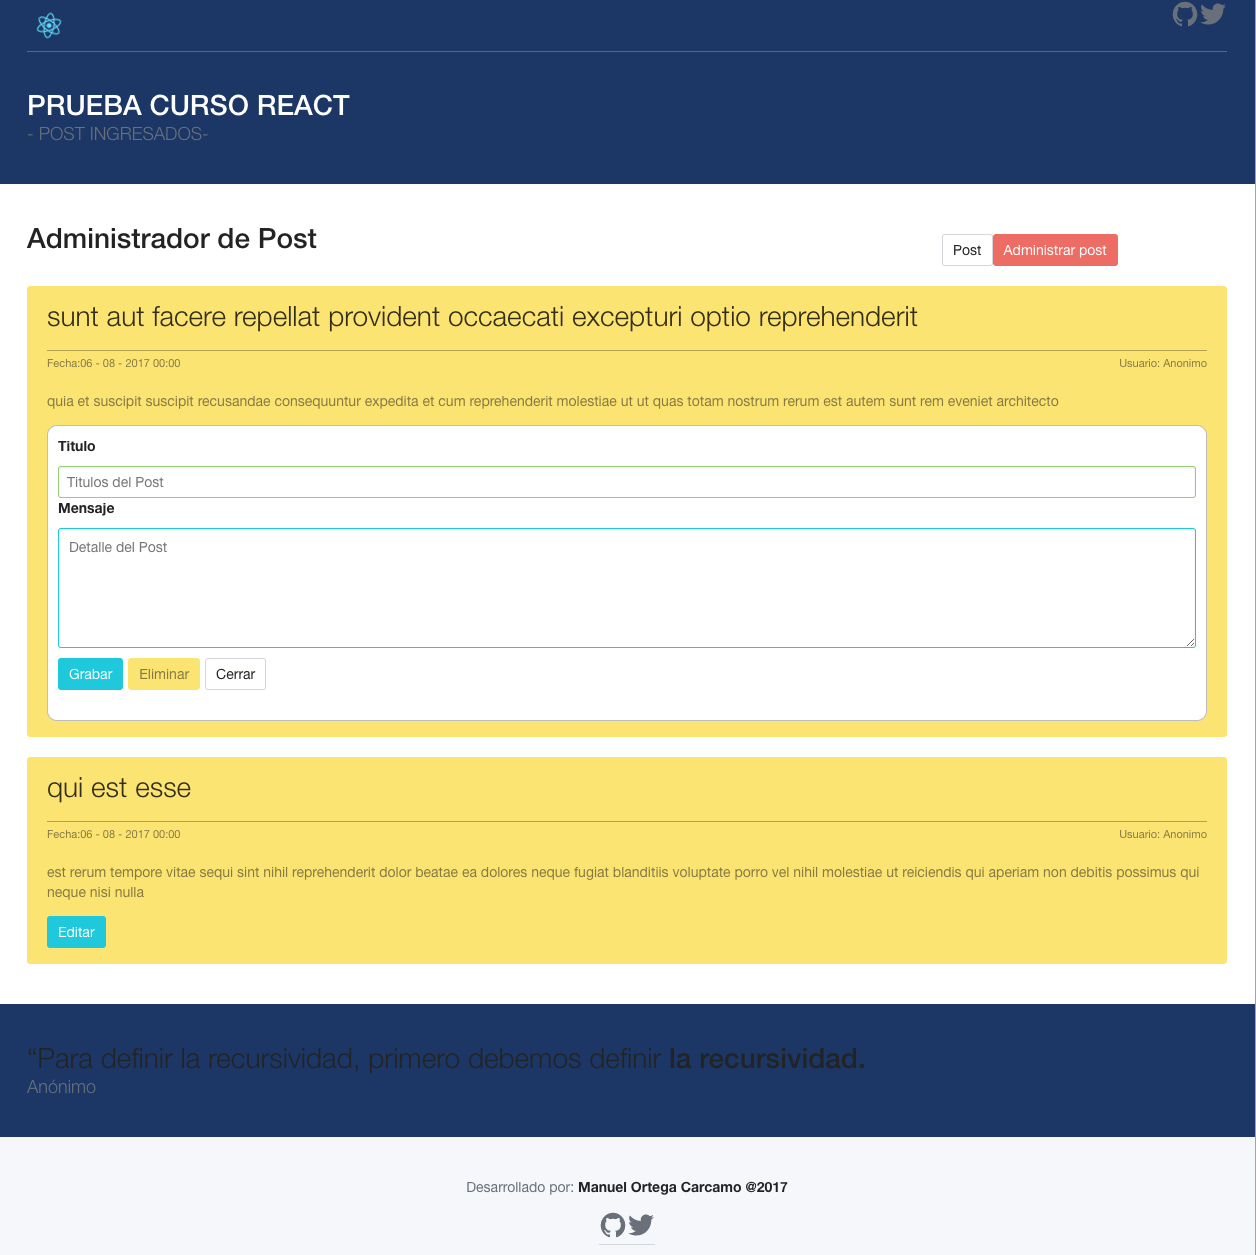 PRUEBA CURSO REACT
- POST INGRESADOS-
Administrador de Post
Post
Administrar post
sunt aut facere repellat provident occaecati excepturi optio reprehenderit
Fecha:06 - 08 - 2017 00:00
Usuario: Anonimo
quia et suscipit suscipit recusandae consequuntur expedita et cum reprehenderit molestiae ut ut quas totam nostrum rerum est autem sunt rem eveniet architecto
Titulo
Titulos del Post
Mensaje
Detalle del Post
Grabar
Eliminar
Cerrar
qui est esse
Fecha:06 - 08 - 2017 00:00
Usuario: Anonimo
est rerum tempore vitae sequi sint nihil reprehenderit dolor beatae ea dolores neque fugiat blanditiis voluptate porro vel nihil molestiae ut reiciendis qui aperiam non debitis possimus qui
neque nisi nulla
Editar
“Para definir la recursividad, primero debemos definir la recursividad.
Anónimo
Desarrollado por: Manuel Ortega Carcamo @2017